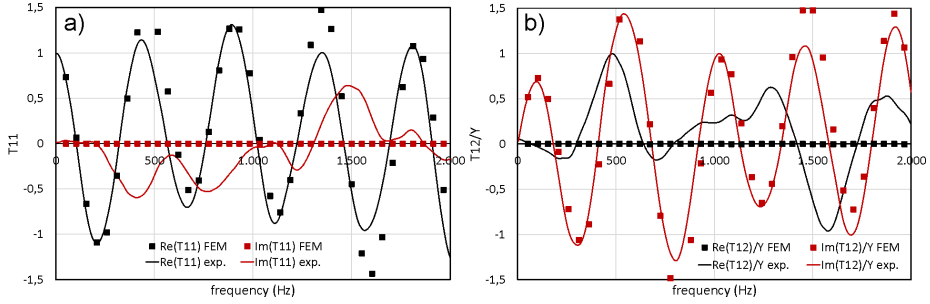 a)
1,5
1
0,5
0
-0,5
-1
-1,5
T11
0
500
1.000
1.500
2.000
Re(T11) FEM Im(T11) FEM
Re(T11) exp. Im(T11) exp.
frequency (Hz)
b)
1,5
1
0,5
0
-0,5
-1
-1,5
T12/Y
0
500
1.000
1.500
2.000
Re(T12)/Y FEM Im(T12)/Y FEM
Re(T12)/Y exp. Im(T12)/Y exp.
frequency (Hz)